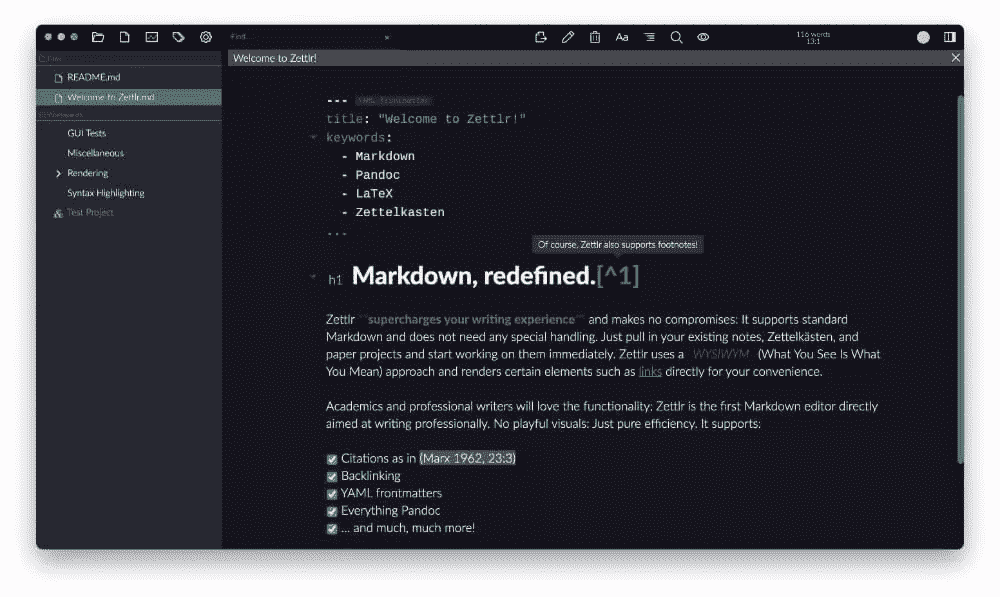 Find...
Aa
116 words
13:1
Files
Welcome to Zettlr!
README.md
Welcome to Zettlr.md
GUI Tests
Miscellaneous
Rendering
Syntax Highlighting
Test Project
--- YAML Frontmatter
title: "Welcome to Zettlr!"
keywords:
- Markdown
- Pandoc
- LaTeX
- Zettelkasten
---
Of course, Zettlr also supports footnotes!
h1 Markdown, redefined.[^1]
Zettlr **supercharges your writing experience** and makes no compromises: It supports standard
Markdown and does not need any special handling. Just pull in your existing notes, Zettelkästen, and
paper projects and start working on them immediately. Zettlr uses a WYSIWYM (What You See Is What
You Mean) approach and renders certain elements such as links directly for your convenience.
Academics and professional writers will love the functionality: Zettlr is the first Markdown editor directly
aimed at writing professionally. No playful visuals: Just pure efficiency. It supports:
Citations as in (Marx 1962, 23:3)
Backlinking
YAML frontmatters
Everything Pandoc
... and much, much more!